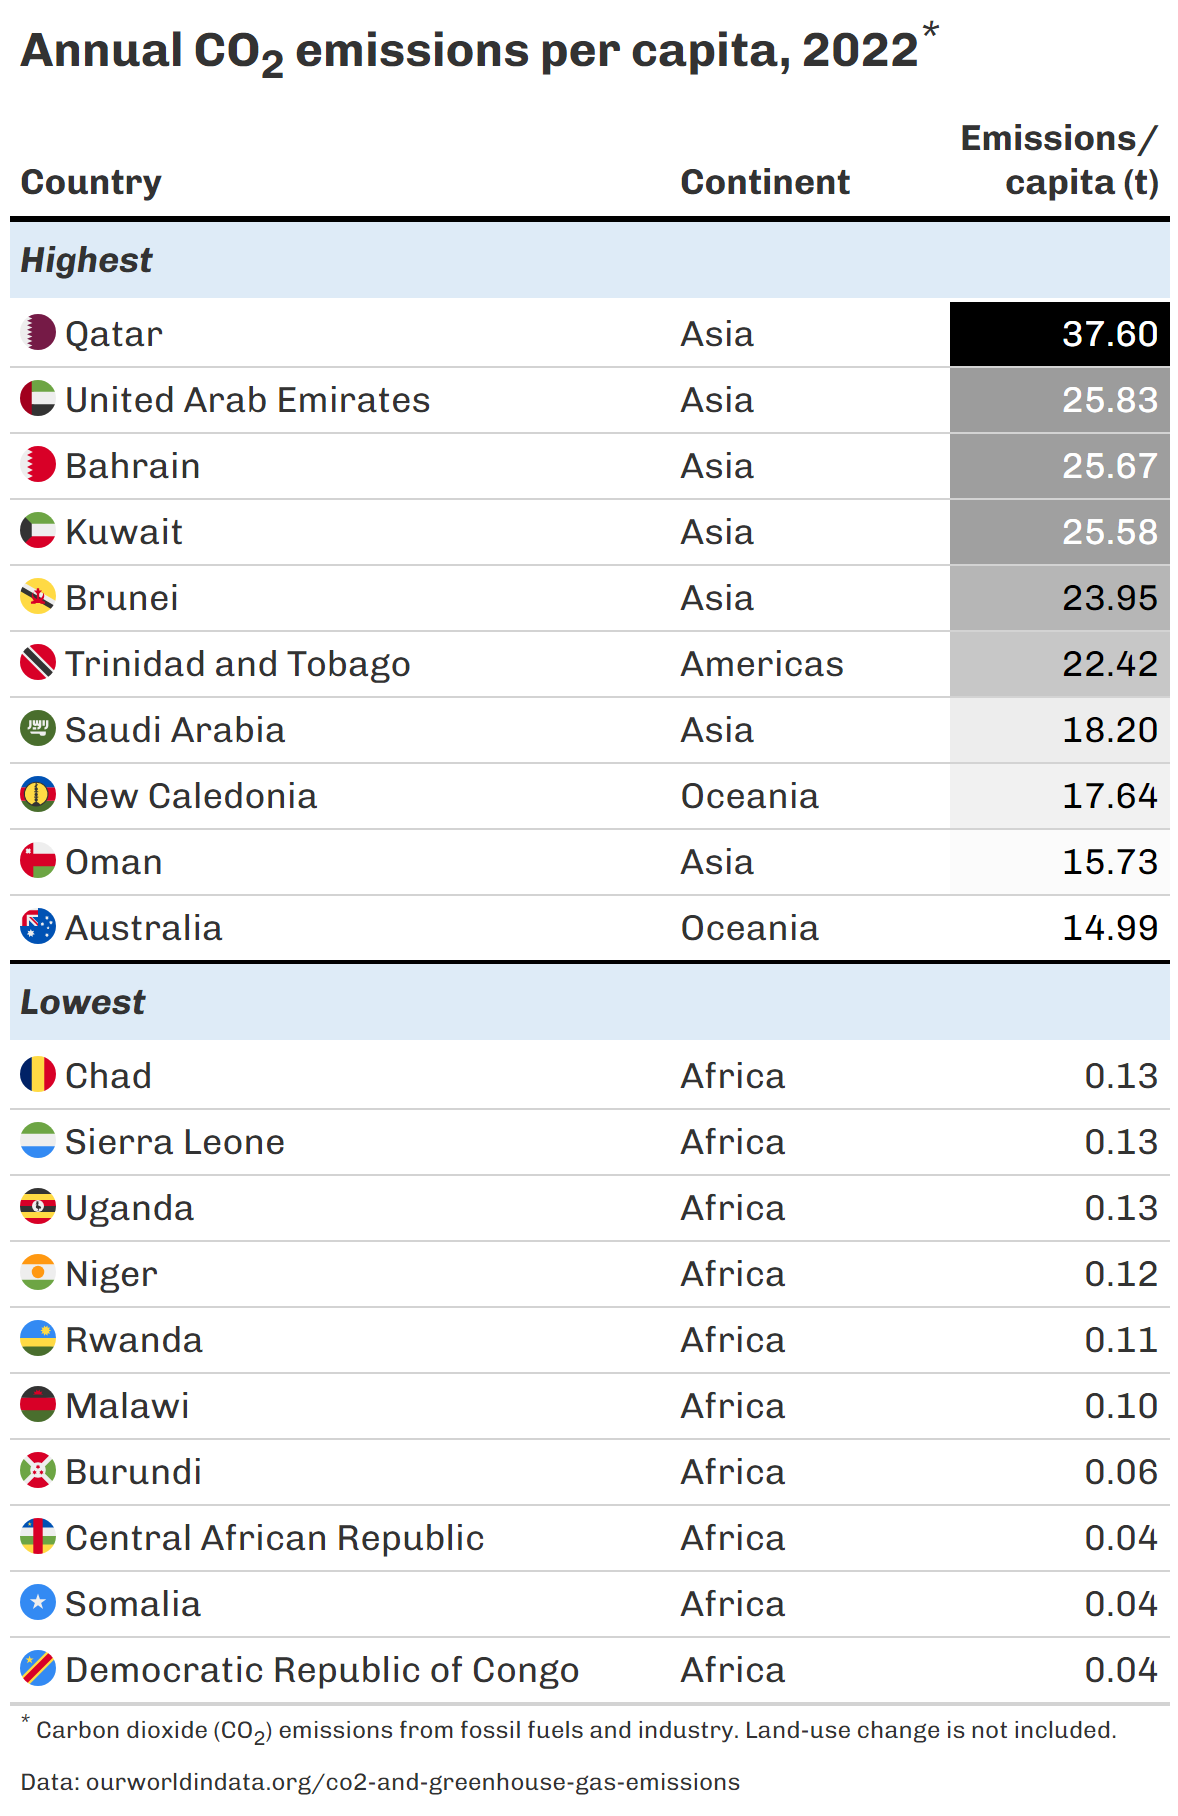 Annual CO₂ emissions per capita, 2022*
Emissions/
Country Continent capita (t)
Highest
Qatar Asia 37.60
United Arab Emirates Asia 25.83
Bahrain Asia 25.67
Kuwait Asia 25.58
Brunei Asia 23.95
Trinidad and Tobago Americas 22.42
Saudi Arabia Asia 18.20
New Caledonia Oceania 17.64
Oman Asia 15.73
Australia Oceania 14.99
Lowest
Chad Africa 0.13
Sierra Leone Africa 0.13
Uganda Africa 0.13
Niger Africa 0.12
Rwanda Africa 0.11
Malawi Africa 0.10
Burundi Africa 0.06
Central African Republic Africa 0.04
Somalia Africa 0.04
Democratic Republic of Congo Africa 0.04
* Carbon dioxide (CO₂) emissions from fossil fuels and industry. Land-use change is not included.
Data: ourworldindata.org/co2-and-greenhouse-gas-emissions